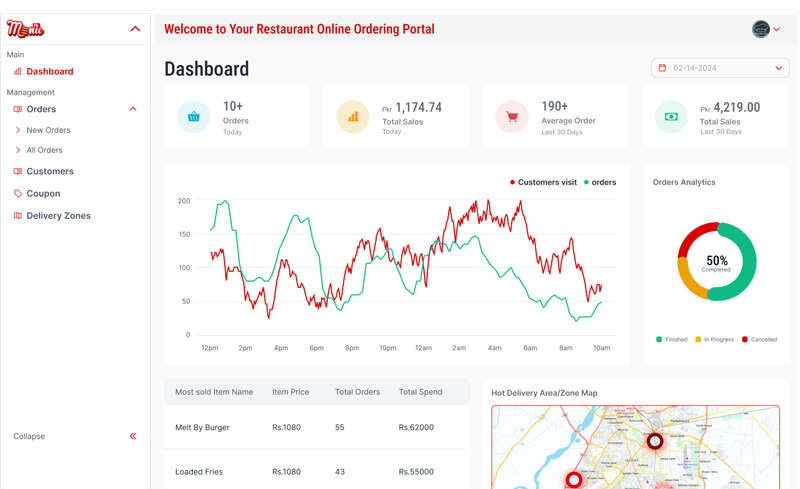 Menu
Welcome to Your Restaurant Online Ordering Portal
Main
Dashboard
Management
Orders
New Orders
All Orders
Customers
Coupon
Delivery Zones
Collapse
Dashboard
02-14-2024
10+
Orders
Today
Pkr 1,174.74
Total Sales
Today
190+
Average Order
Last 30 Days
Pkr 4,219.00
Total Sales
Last 30 Days
Customers visit orders
200
150
100
50
0
12pm 2pm 4pm 6pm 8pm 10pm 12am 2am 4am 6am 8am 10am
Orders Analytics
50%
Completed
Finished In Progress Cancelled
Most sold Item Name Item Price Total Orders Total Spend
Melt By Burger Rs.1080 55 Rs.62000
Loaded Fries Rs.1080 43 Rs.55000
Hot Delivery Area/Zone Map